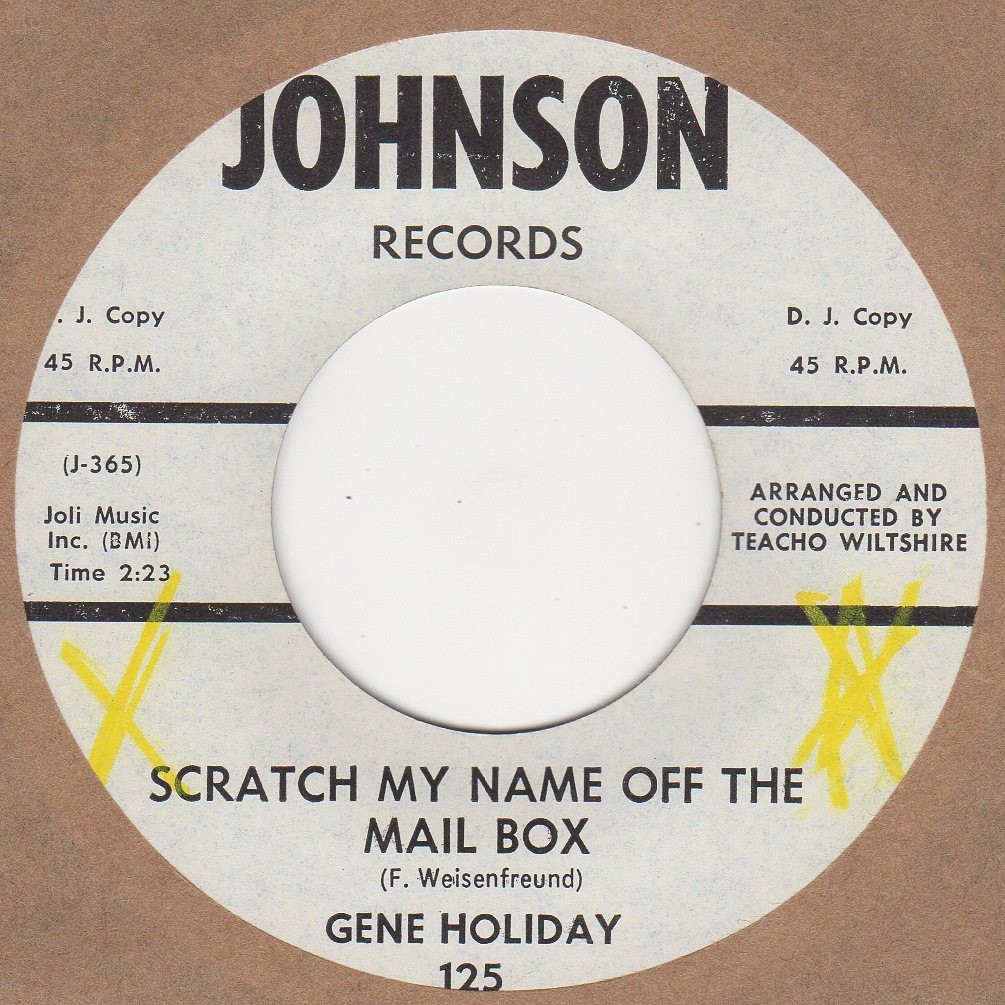 JOHNSON
RECORDS
. J. Copy
45 R.P.M.
D. J. Copy
45 R.P.M.
(J-365)
Joli Music
Inc. (BMI)
Time 2:23
ARRANGED AND
CONDUCTED BY
TEACHO WILTSHIRE
SCRATCH MY NAME OFF THE
MAIL BOX
(F. Weisenfreund)
GENE HOLIDAY
125